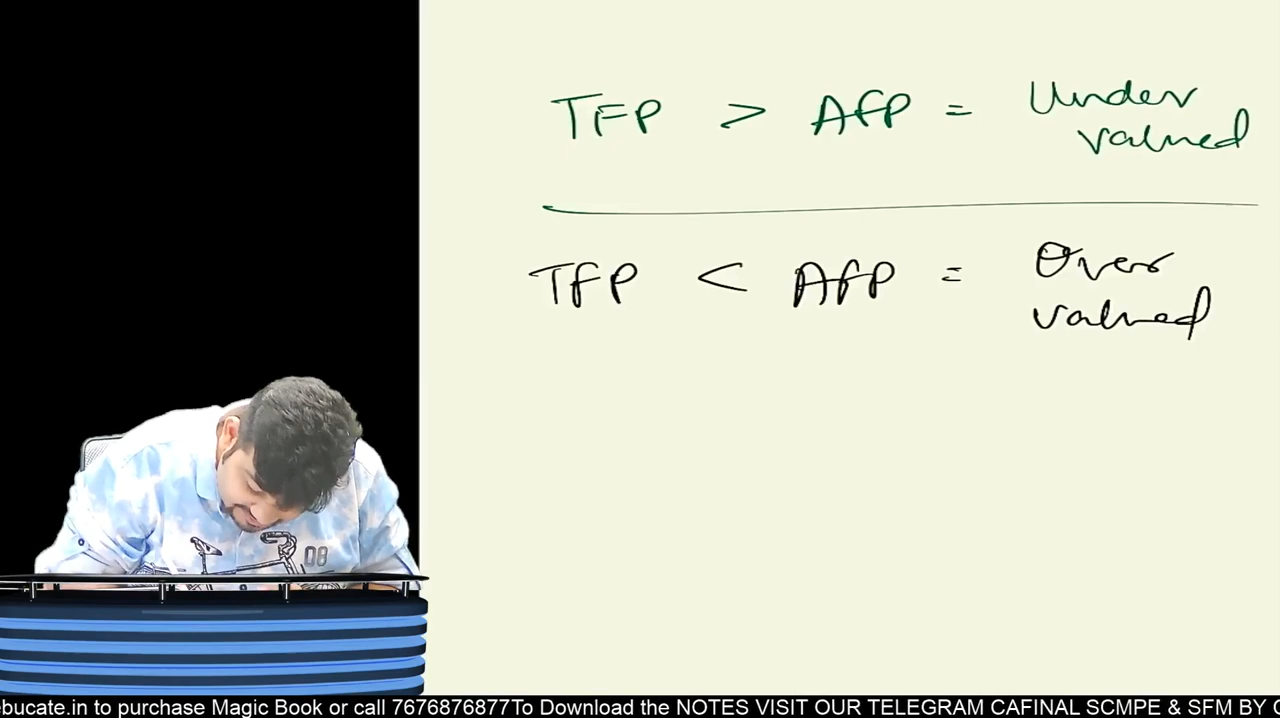 TFP > AFP = Under
valued
TFP < AFP = Over
valued
08
ebucate.in to purchase Magic Book or call 7676876877To Download the NOTES VISIT OUR TELEGRAM CAFINAL SCMPE & SFM BY